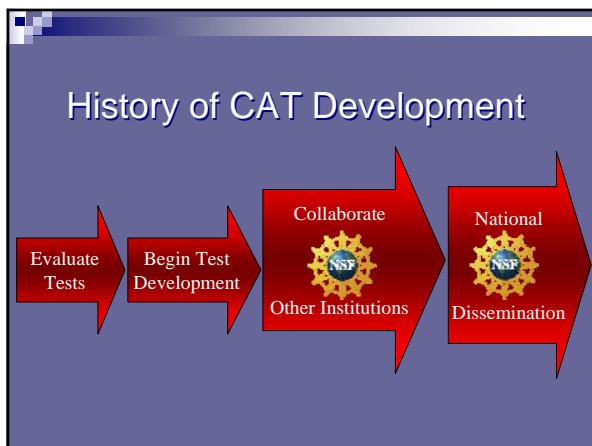 History of CAT Development
Evaluate
Tests
Begin Test
Development
Collaborate
NSF
Other Institutions
National
NSF
Dissemination